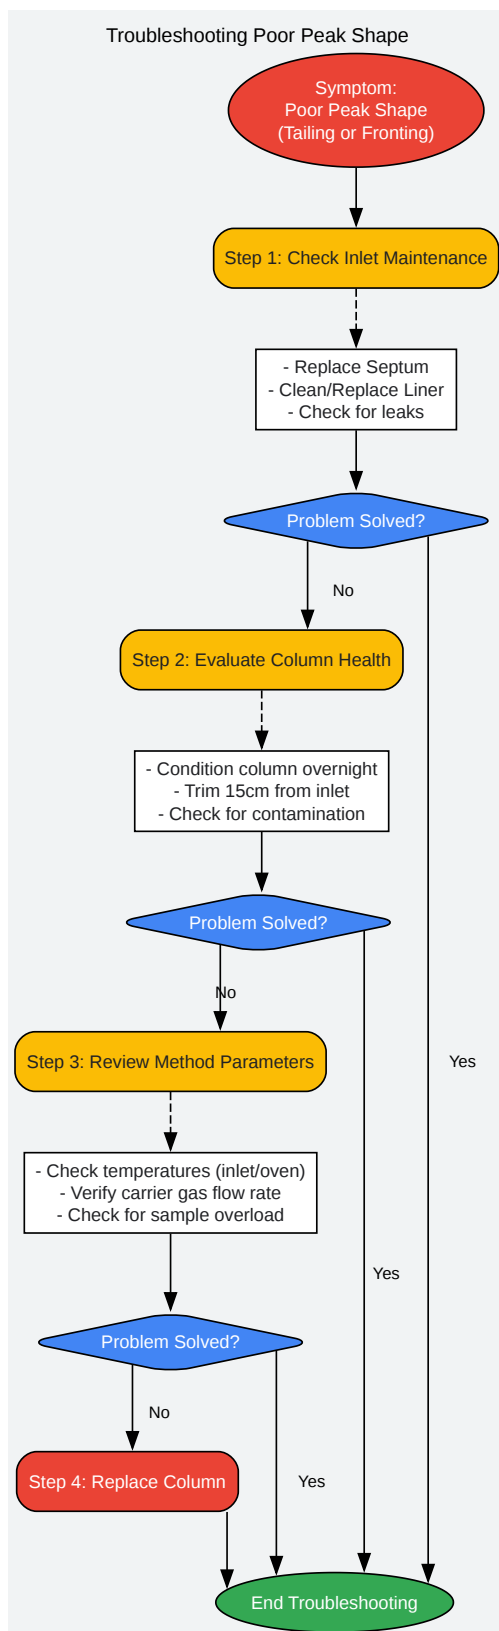 Troubleshooting Poor Peak Shape
Symptom:
Poor Peak Shape
(Tailing or Fronting)
Step 1: Check Inlet Maintenance
- Replace Septum
- Clean/Replace Liner
- Check for leaks
Problem Solved?
No
Step 2: Evaluate Column Health
- Condition column overnight
- Trim 15cm from inlet
- Check for contamination
Problem Solved?
No
Step 3: Review Method Parameters
Yes
- Check temperatures (inlet/oven)
- Verify carrier gas flow rate
- Check for sample overload
Yes
Problem Solved?
No
Step 4: Replace Column
Yes
End Troubleshooting